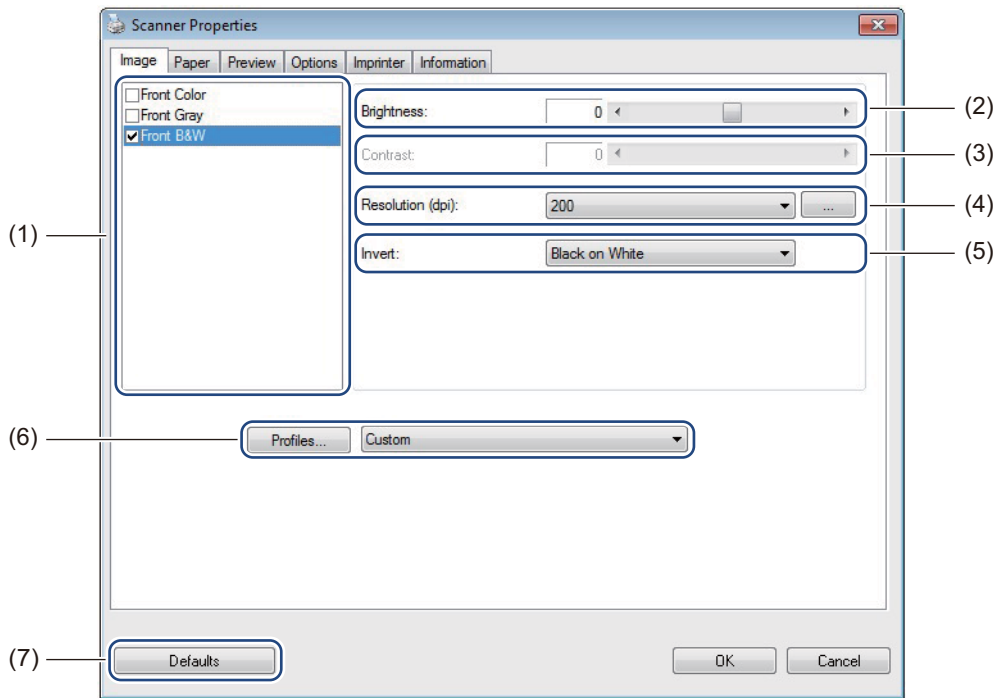 Scanner Properties
Image Paper Preview Options Imprinter Information
Front Color
Front Gray
Front B&W
(1)
Brightness: 0
(2)
Contrast: 0
(3)
Resolution (dpi): 200 ...
(4)
Invert: Black on White
(5)
(6)
Profiles... Custom
(7)
Defaults OK Cancel